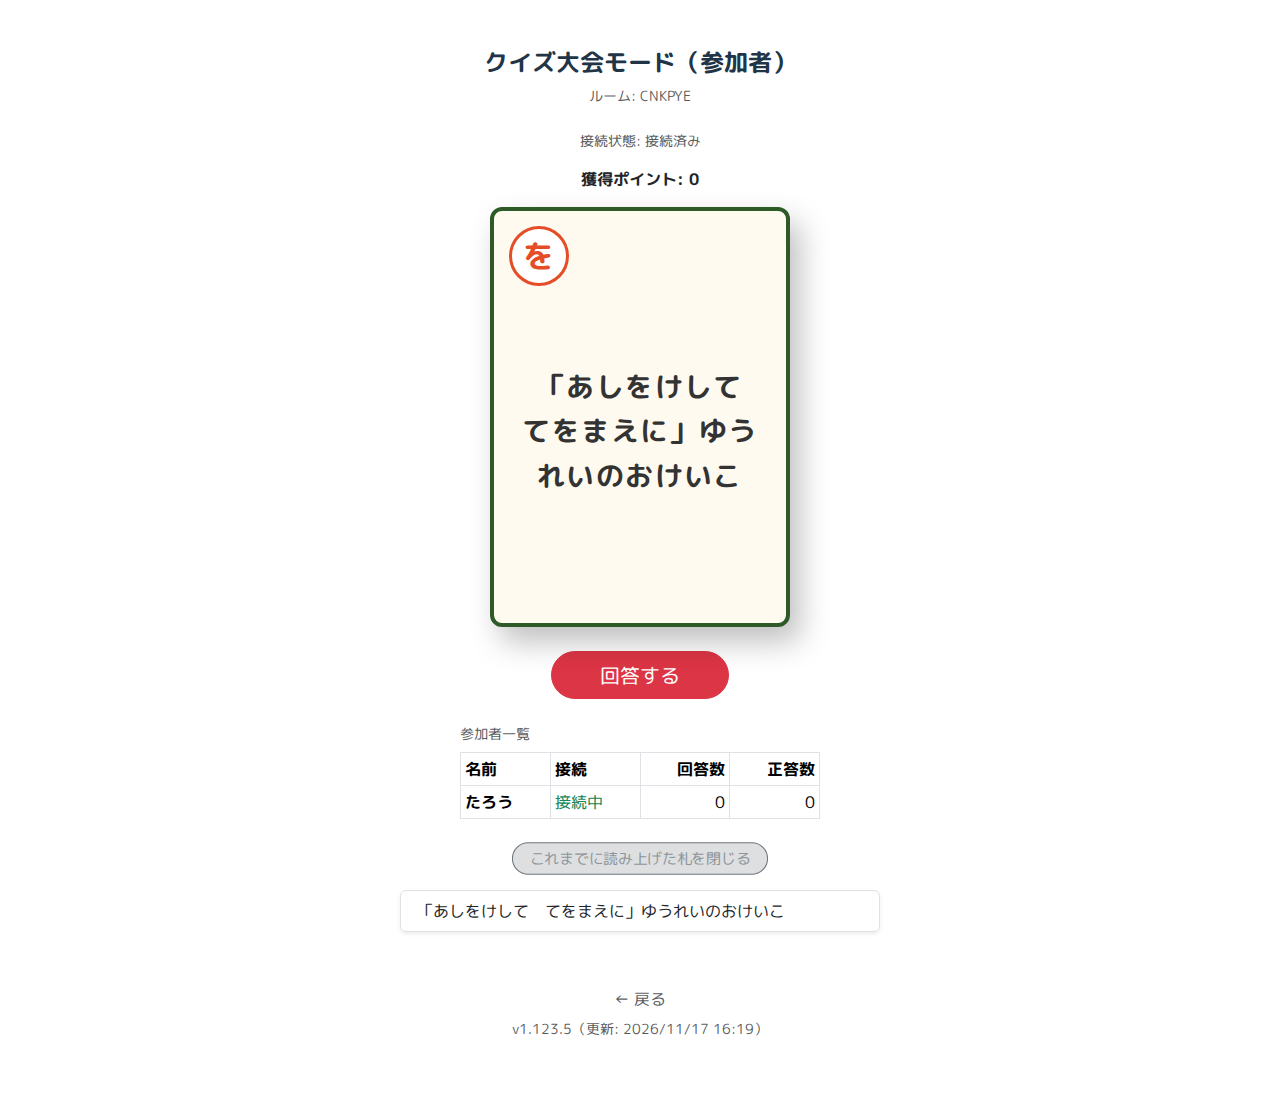 クイズ大会モード（参加者）
ルーム: CNKPYE
接続状態: 接続済み
獲得ポイント: 0
を
「あしをけして
てをまえに」ゆう
れいのおけいこ
回答する
参加者一覧
名前 接続 回答数 正答数
たろう 接続中 0 0
これまでに読み上げた札を閉じる
「あしをけして　てをまえに」ゆうれいのおけいこ
← 戻る
v1.123.5（更新: 2026/11/17 16:19）